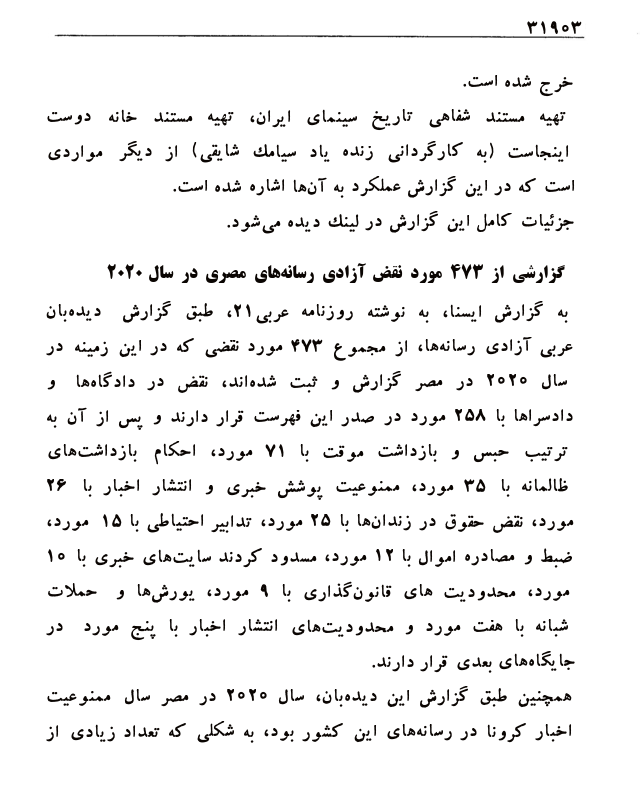 ۳۱۹۰۳
خرج شده است.
تهیه مستند شفاهی تاریخ سینمای ایران، تهیه مستند خانه دوست
اینجاست (به کارگردانی زنده یاد سیامك شایقی) از دیگر مواردی
است که در این گزارش عملکرد به آن‌ها اشاره شده است.
جزئیات کامل این گزارش در لینك دیده می‌شود.
گزارشی از ۴۷۳ مورد نقض آزادی رسانه‌های مصری در سال ۲۰۲۰
به گزارش ایسنا، به نوشته روزنامه عربی۲۱، طبق گزارش دیده‌بان
عربی آزادی رسانه‌ها، از مجموع ۴۷۳ مورد نقضی که در این زمینه در
سال ۲۰۲۰ در مصر گزارش و ثبت شده‌اند، نقض در دادگاه‌ها و
دادسراها با ۲۵۸ مورد در صدر این فهرست قرار دارند و پس از آن به
ترتیب حبس و بازداشت موقت با ۷۱ مورد، احکام بازداشت‌های
ظالمانه با ۳۵ مورد، ممنوعیت پوشش خبری و انتشار اخبار با ۲۶
مورد، نقض حقوق در زندان‌ها با ۲۵ مورد، تدابیر احتیاطی با ۱۵ مورد،
ضبط و مصادره اموال با ۱۲ مورد، مسدود کردند سایت‌های خبری با ۱۰
مورد، محدودیت های قانون‌گذاری با ۹ مورد، یورش‌ها و حملات
شبانه با هفت مورد و محدودیت‌های انتشار اخبار با پنج مورد در
جایگاه‌های بعدی قرار دارند.
همچنین طبق گزارش این دیده‌بان، سال ۲۰۲۰ در مصر سال ممنوعیت
اخبار کرونا در رسانه‌های این کشور بود، به شکلی که تعداد زیادی از